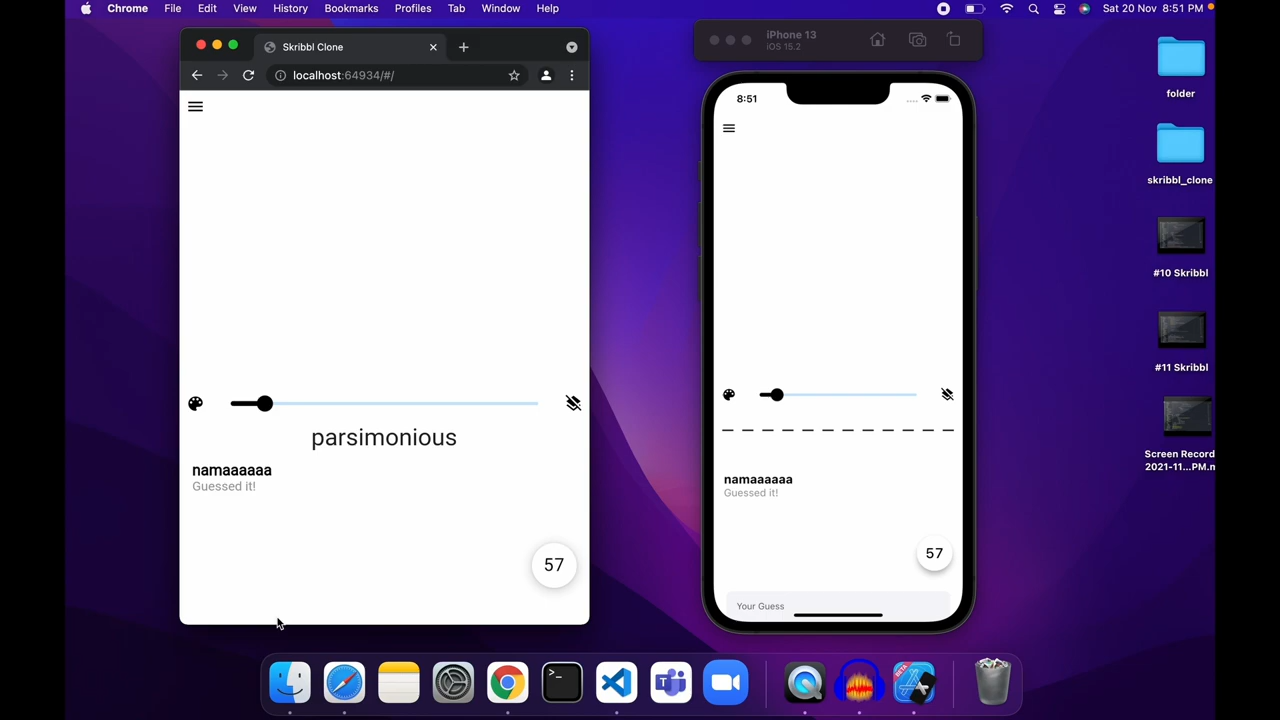 Chrome File Edit View History Bookmarks Profiles Tab Window Help Sat 20 Nov 8:51 PM
Skribbl Clone
localhost:64934/#/
parsimonious
namaaaaaa
Guessed it!
57
iPhone 13
iOS 15.2
8:51
namaaaaaa
Guessed it!
57
Your Guess
folder
skribbl_clone
#10 Skribbl
#11 Skribbl
Screen Record
2021-11...PM.m
BETA